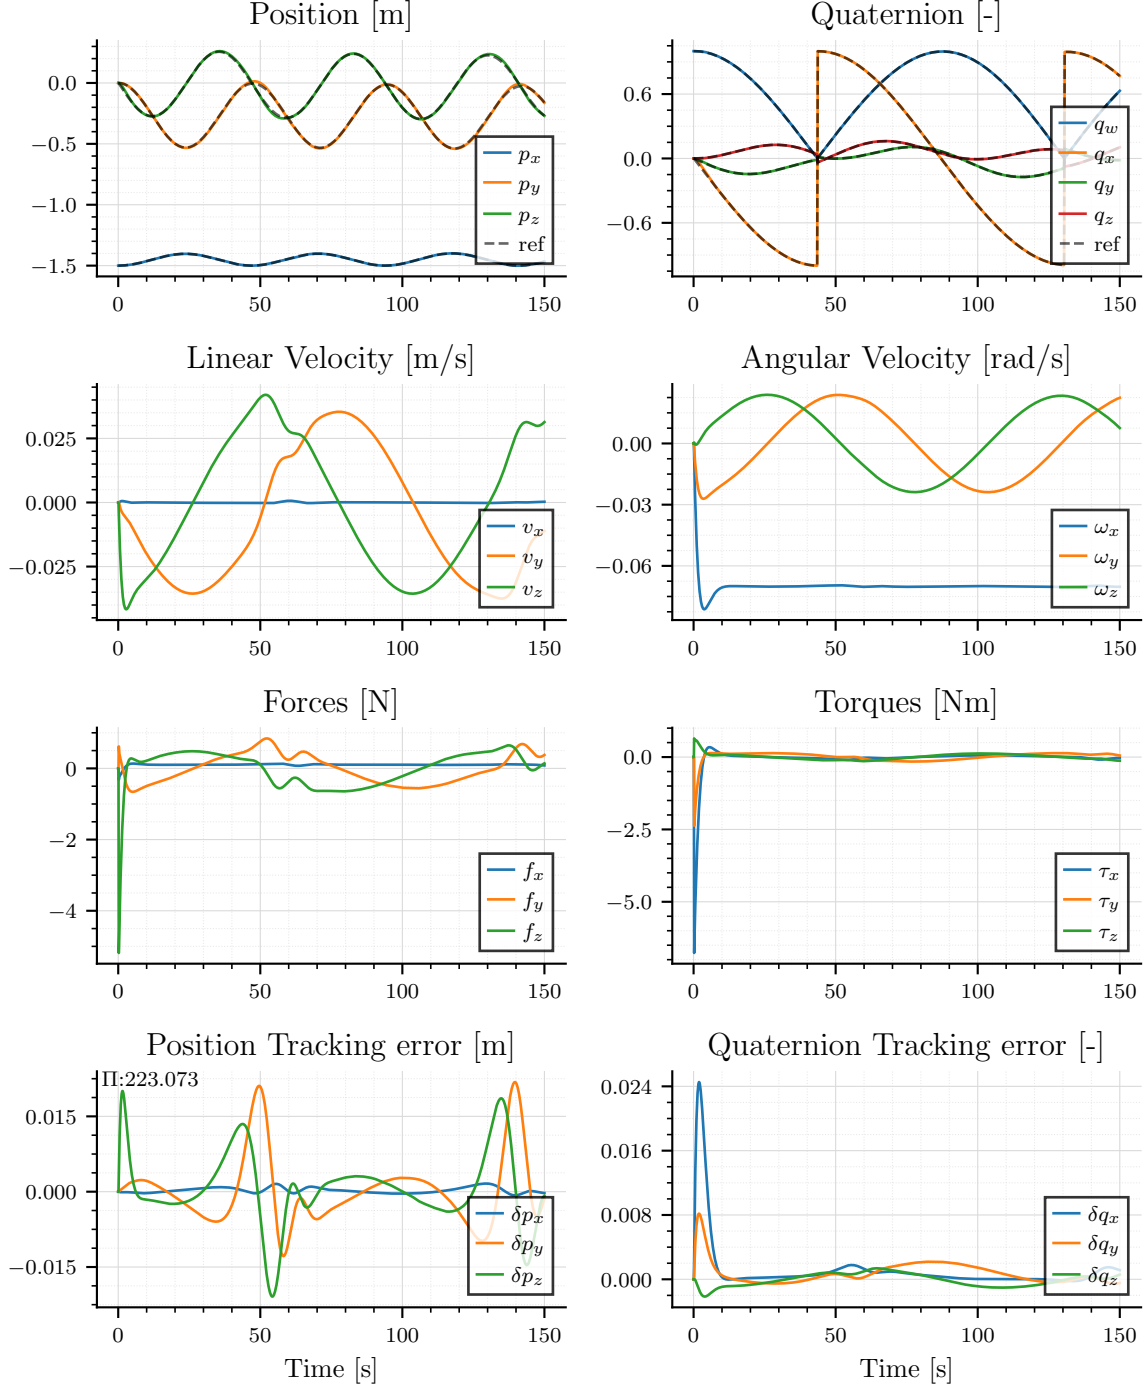 Position [m]
0.0
−0.5
−1.0
−1.5
0
50
100
150
p_x
p_y
p_z
ref
Quaternion [-]
0.6
0.0
−0.6
0
50
100
150
q_w
q_x
q_y
q_z
ref
Linear Velocity [m/s]
0.025
0.000
−0.025
0
50
100
150
v_x
v_y
v_z
Angular Velocity [rad/s]
0.00
−0.03
−0.06
0
50
100
150
ω_x
ω_y
ω_z
Forces [N]
0
−2
−4
0
50
100
150
f_x
f_y
f_z
Torques [Nm]
0.0
−2.5
−5.0
0
50
100
150
τ_x
τ_y
τ_z
Position Tracking error [m]
Π:223.073
0.015
0.000
−0.015
0
50
100
150
δp_x
δp_y
δp_z
Time [s]
Quaternion Tracking error [-]
0.024
0.016
0.008
0.000
0
50
100
150
δq_x
δq_y
δq_z
Time [s]